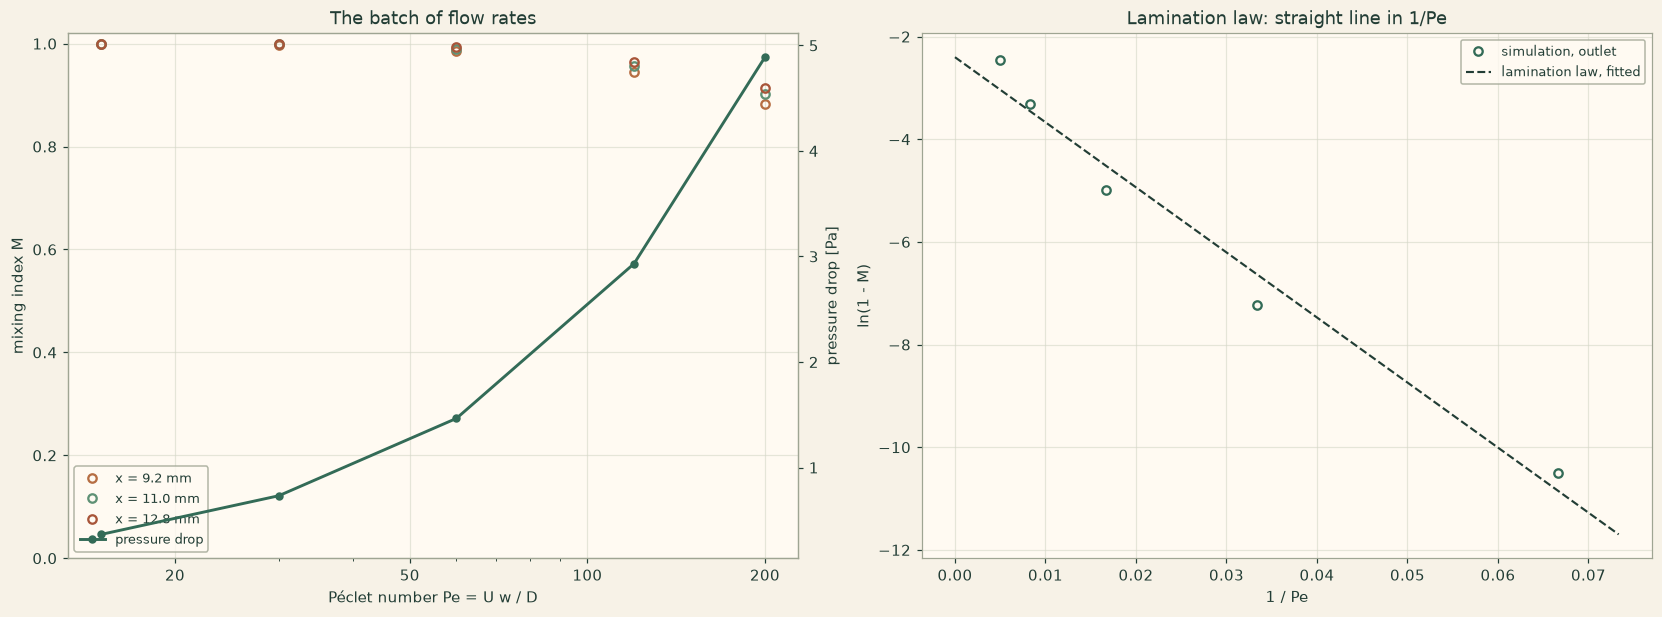 The batch of flow rates
1.0
0.8
0.6
0.4
0.2
0.0
mixing index M
20
50
100
200
Péclet number Pe = U w / D
5
4
3
2
1
pressure drop [Pa]
x = 9.2 mm
x = 11.0 mm
x = 12.8 mm
pressure drop
Lamination law: straight line in 1/Pe
−2
−4
−6
−8
−10
−12
ln(1 - M)
0.00
0.01
0.02
0.03
0.04
0.05
0.06
0.07
1 / Pe
simulation, outlet
lamination law, fitted